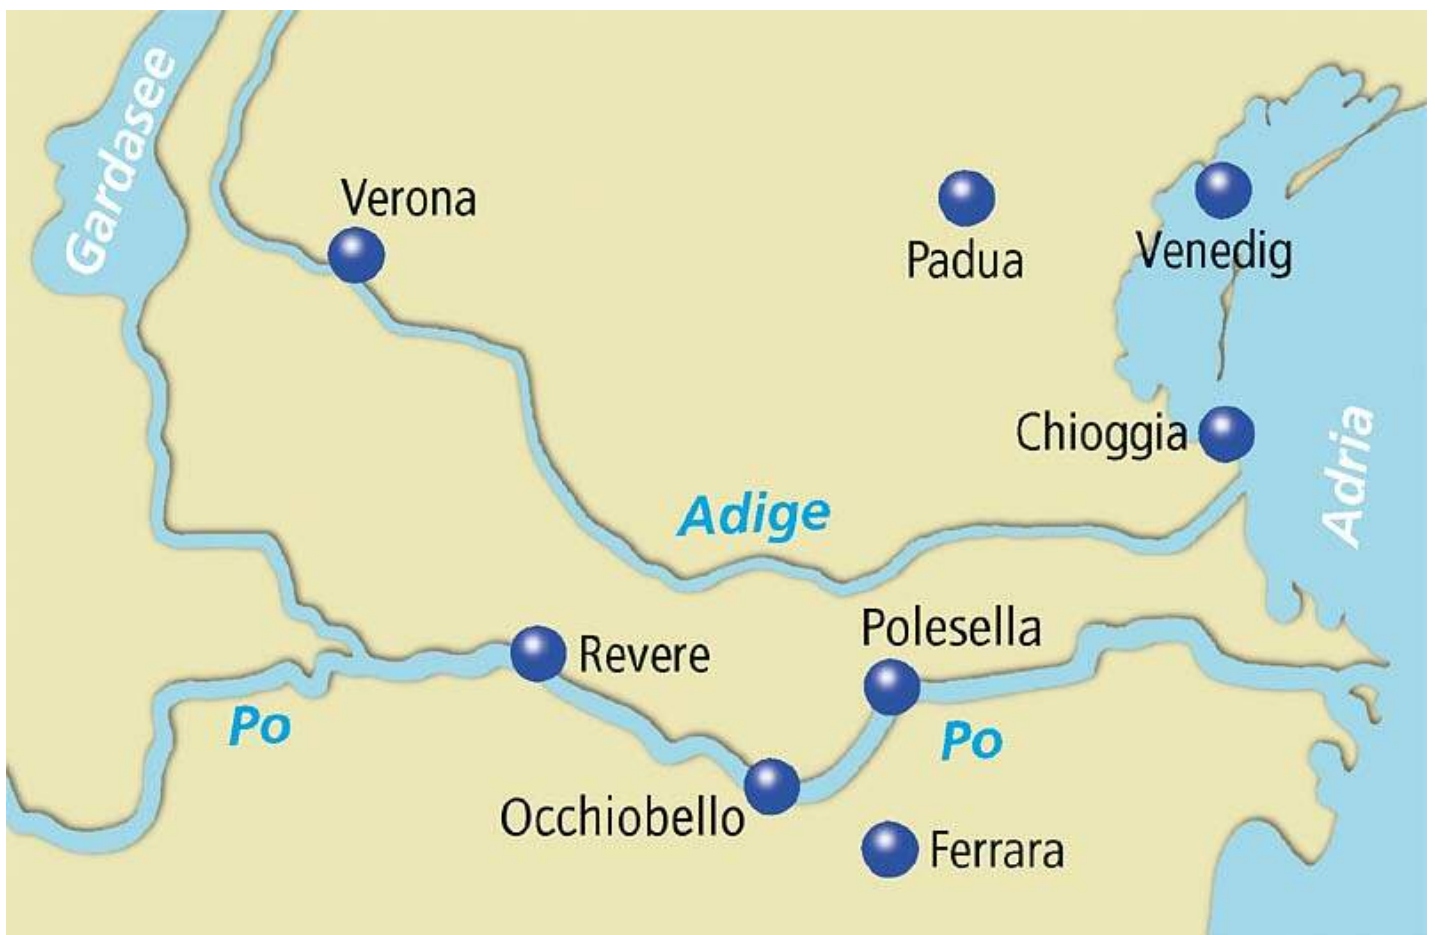 Gardasee
Verona
Padua
Venedig
Chioggia
Adria
Adige
Polesella
Revere
Po
Po
Occhiobello
Ferrara